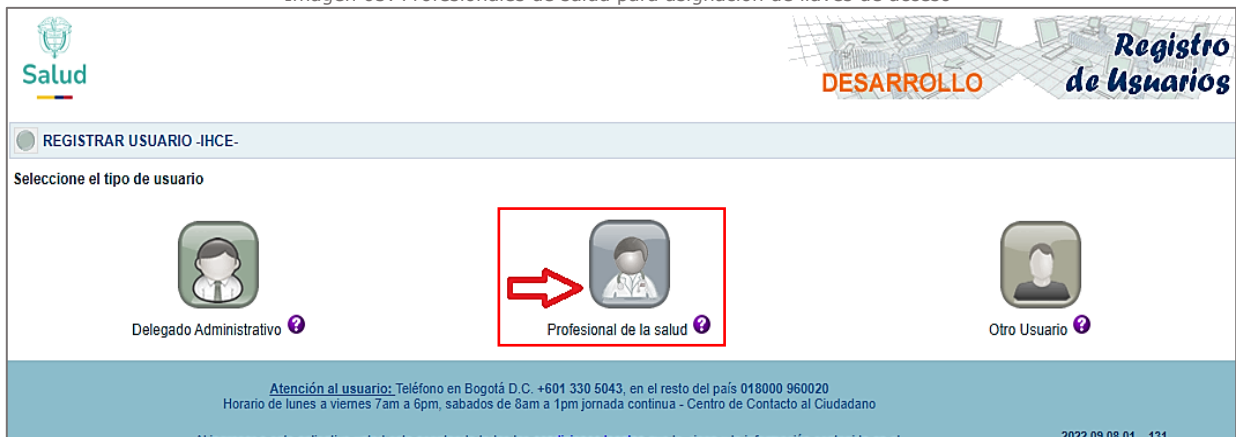 Salud
DESARROLLO
Registro
de Usuarios
REGISTRAR USUARIO -IHCE-
Seleccione el tipo de usuario
Delegado Administrativo ?
Profesional de la salud ?
Otro Usuario ?
Atención al usuario: Teléfono en Bogotá D.C. +601 330 5043, en el resto del país 018000 960020
Horario de lunes a viernes 7am a 6pm, sabados de 8am a 1pm jornada continua - Centro de Contacto al Ciudadano